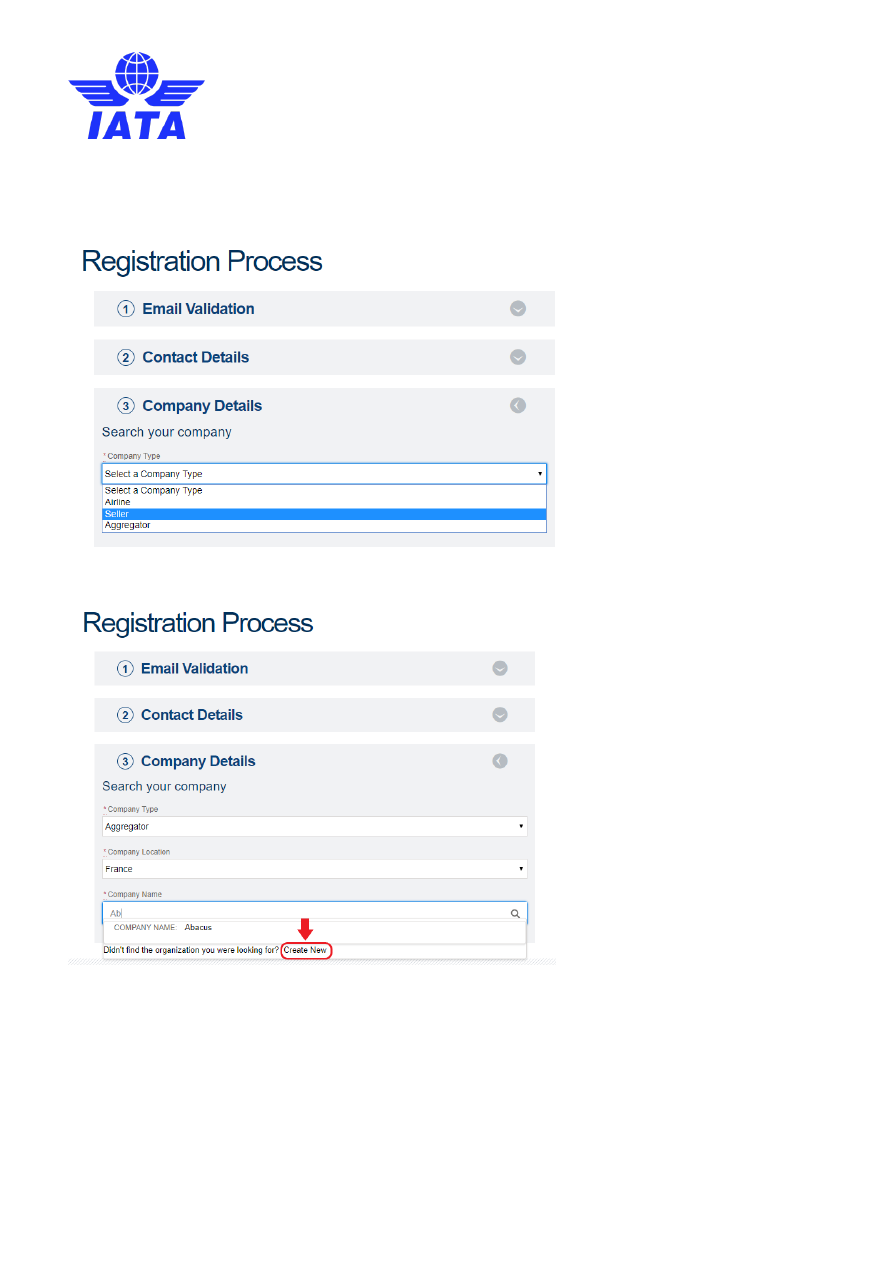 IATA
Registration Process
1 Email Validation
2 Contact Details
3 Company Details
Search your company
* Company Type
Select a Company Type
Select a Company Type
Airline
Seller
Aggregator
Registration Process
1 Email Validation
2 Contact Details
3 Company Details
Search your company
* Company Type
Aggregator
* Company Location
France
* Company Name
Ab
COMPANY NAME: Abacus
Didn't find the organization you were looking for? Create New